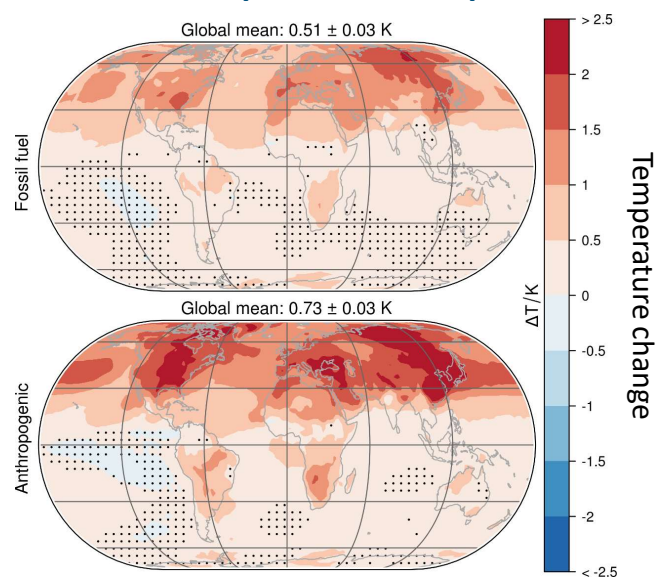 Global mean: 0.51 ± 0.03 K
Fossil fuel
Global mean: 0.73 ± 0.03 K
Anthropogenic
> 2.5
2
1.5
1
0.5
0
-0.5
-1
-1.5
-2
< -2.5
ΔT/K
Temperature change